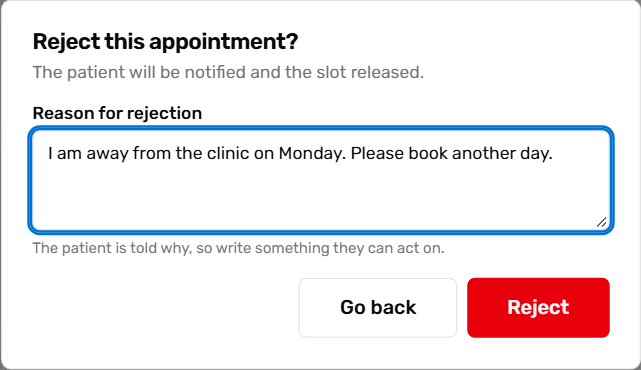 Reject this appointment?
The patient will be notified and the slot released.
Reason for rejection
I am away from the clinic on Monday. Please book another day.
The patient is told why, so write something they can act on.
Go back
Reject